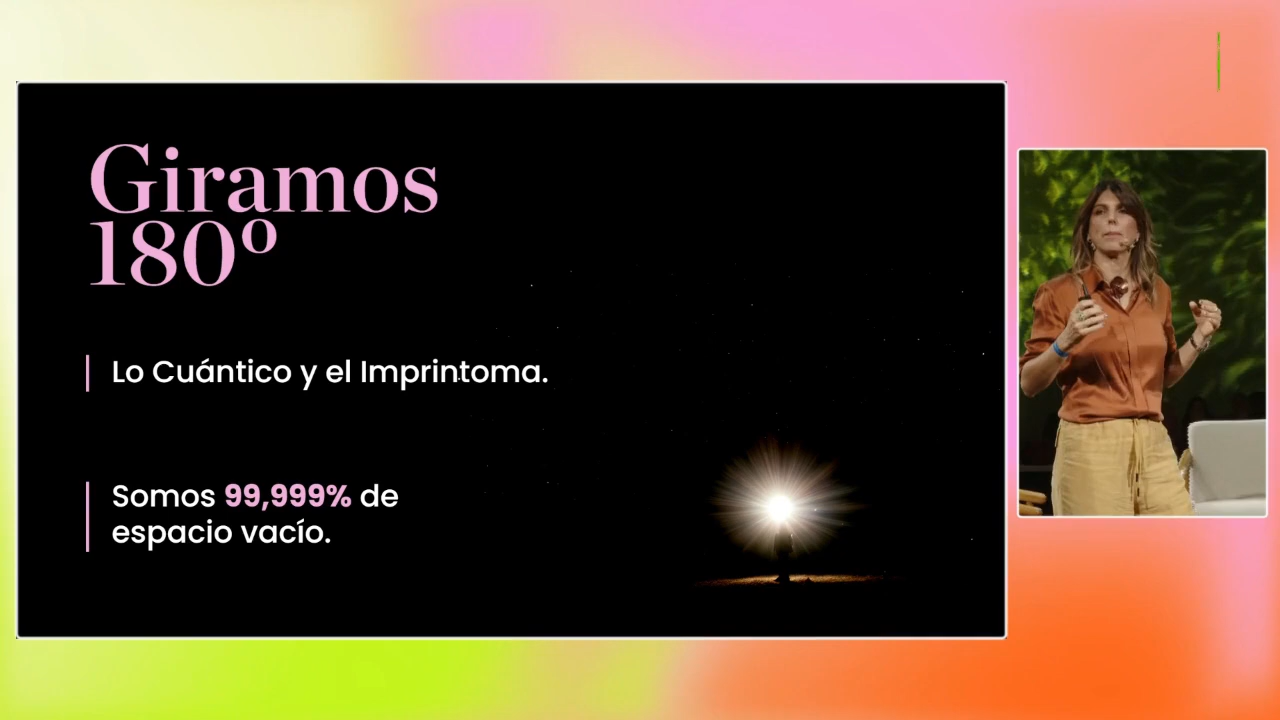 Giramos
180º
Lo Cuántico y el Imprintoma.
Somos 99,999% de
espacio vacío.